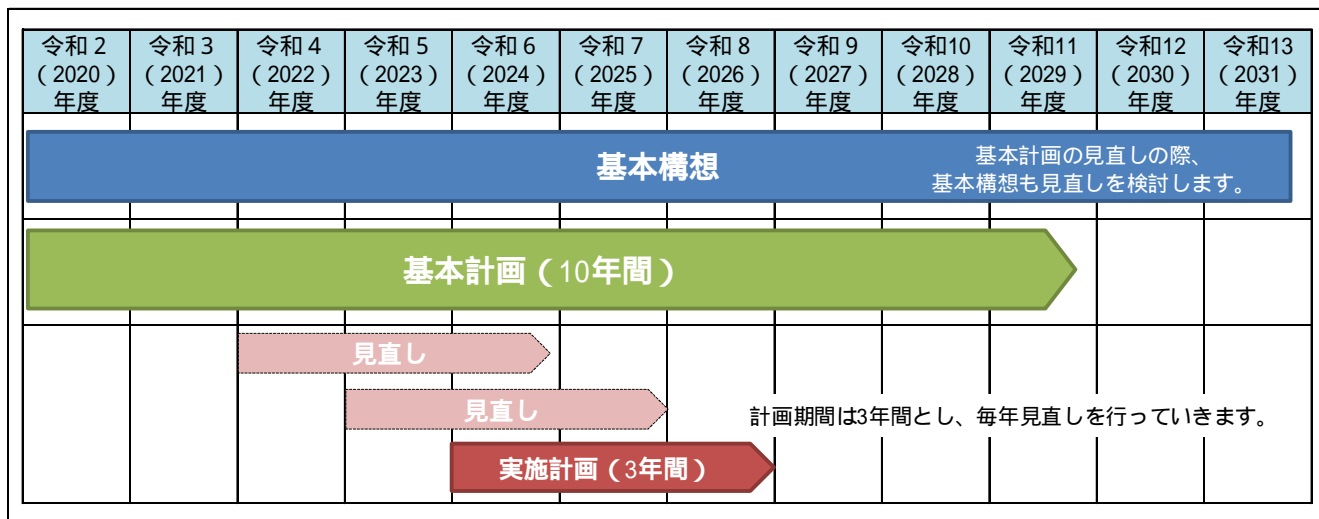 令和２
（2020）
年度
令和３
（2021）
年度
令和４
（2022）
年度
令和５
（2023）
年度
令和６
（2024）
年度
令和７
（2025）
年度
令和８
（2026）
年度
令和９
（2027）
年度
令和10
（2028）
年度
令和11
（2029）
年度
令和12
（2030）
年度
令和13
（2031）
年度
基本構想
基本計画の見直しの際、
基本構想も見直しを検討します。
基本計画（10年間）
見直し
見直し
計画期間は3年間とし、毎年見直しを行っていきます。
実施計画（3年間）